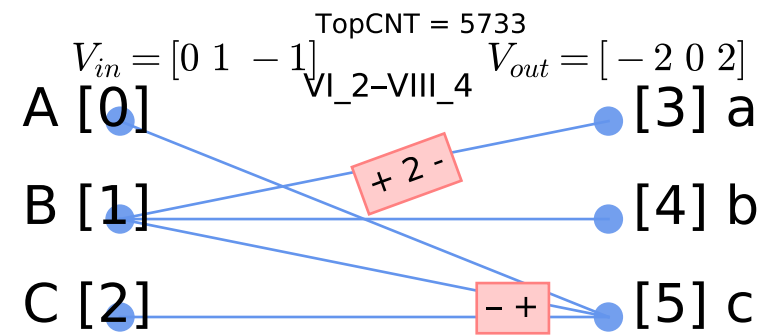 TopCNT = 5733
V_in = [0 1 − 1] V_out = [− 2 0 2]
VI_2–VIII_4
A [0] [3] a
+ 2 -
B [1] [4] b
C [2] – + [5] c